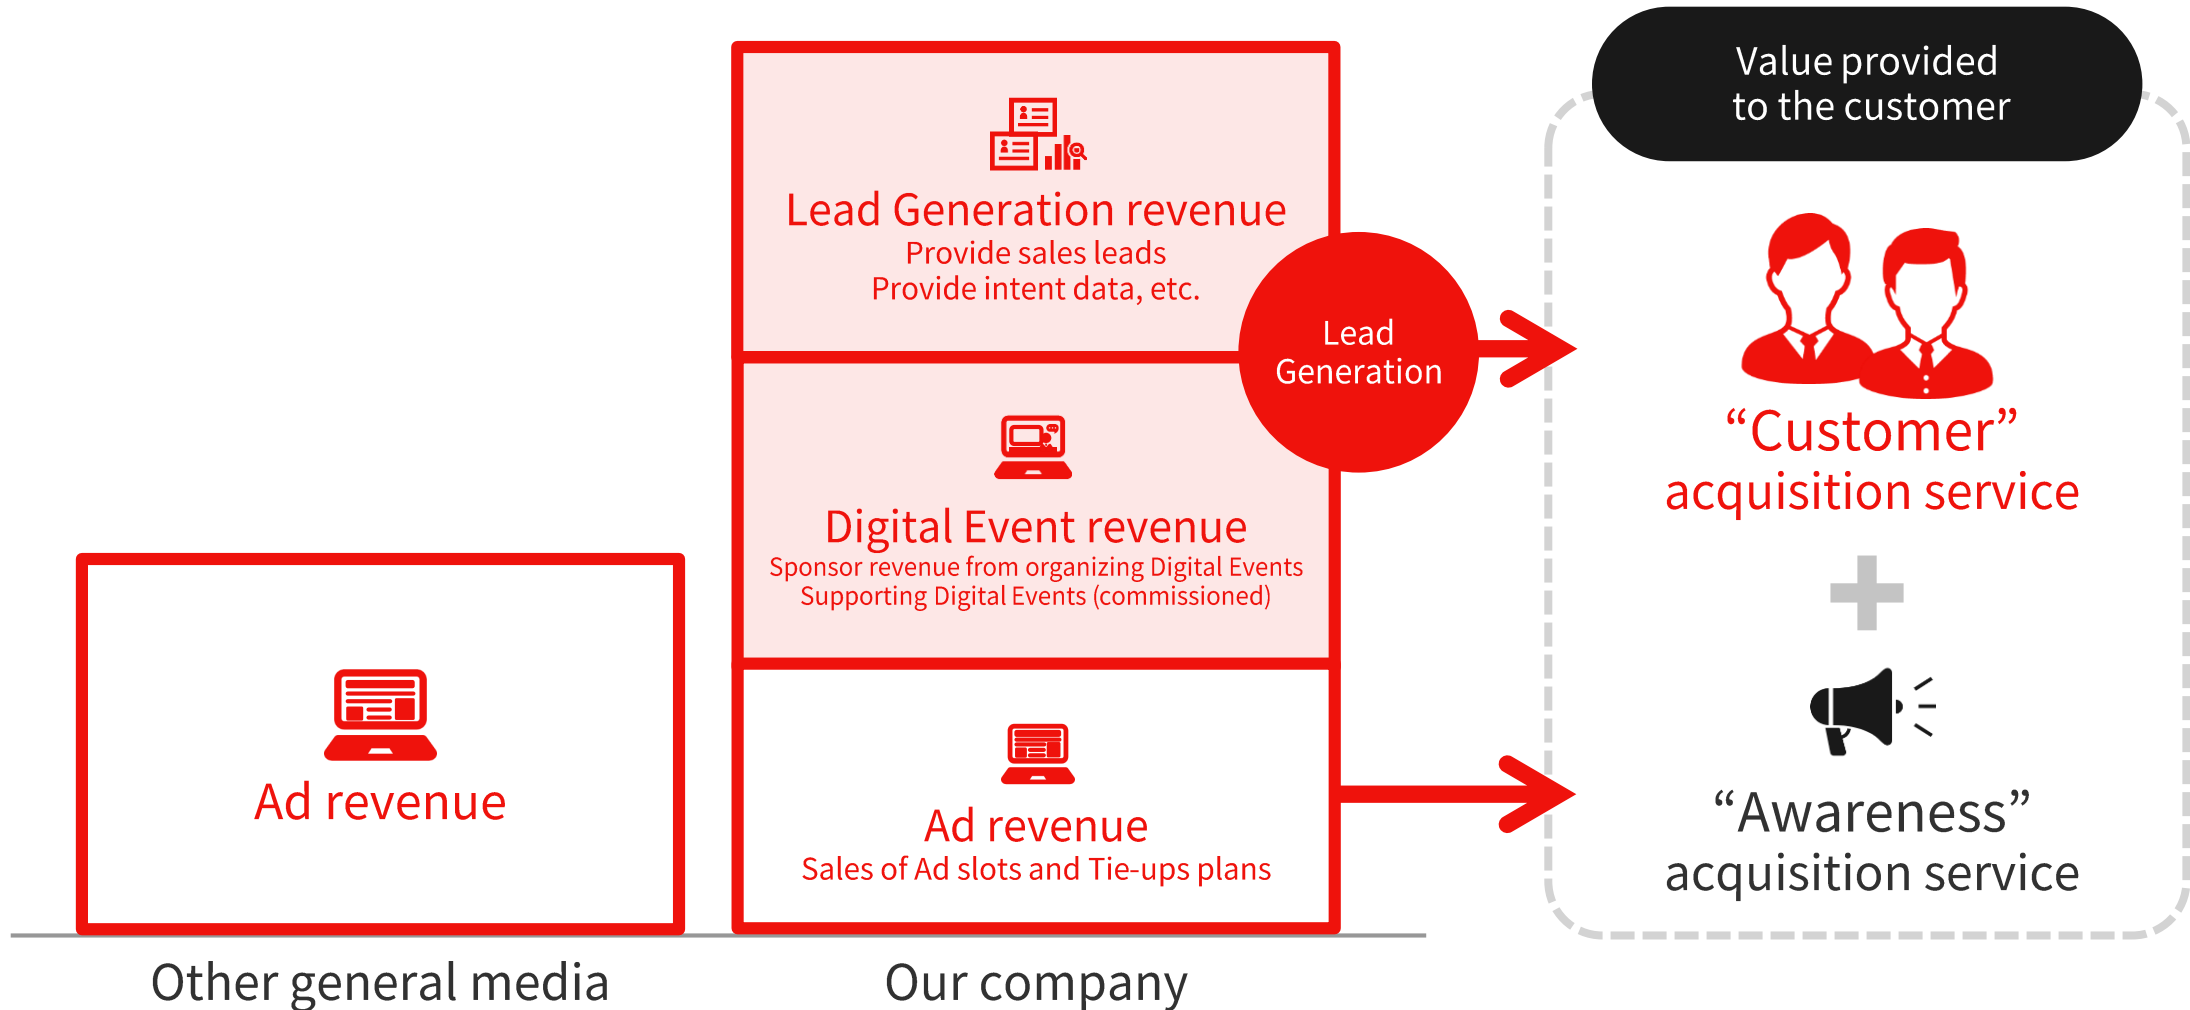 Value provided
to the customer
Lead Generation revenue
Provide sales leads
Provide intent data, etc.
Lead
Generation
Digital Event revenue
Sponsor revenue from organizing Digital Events
Supporting Digital Events (commissioned)
Ad revenue
Ad revenue
Sales of Ad slots and Tie-ups plans
“Customer”
acquisition service
“Awareness”
acquisition service
Other general media
Our company